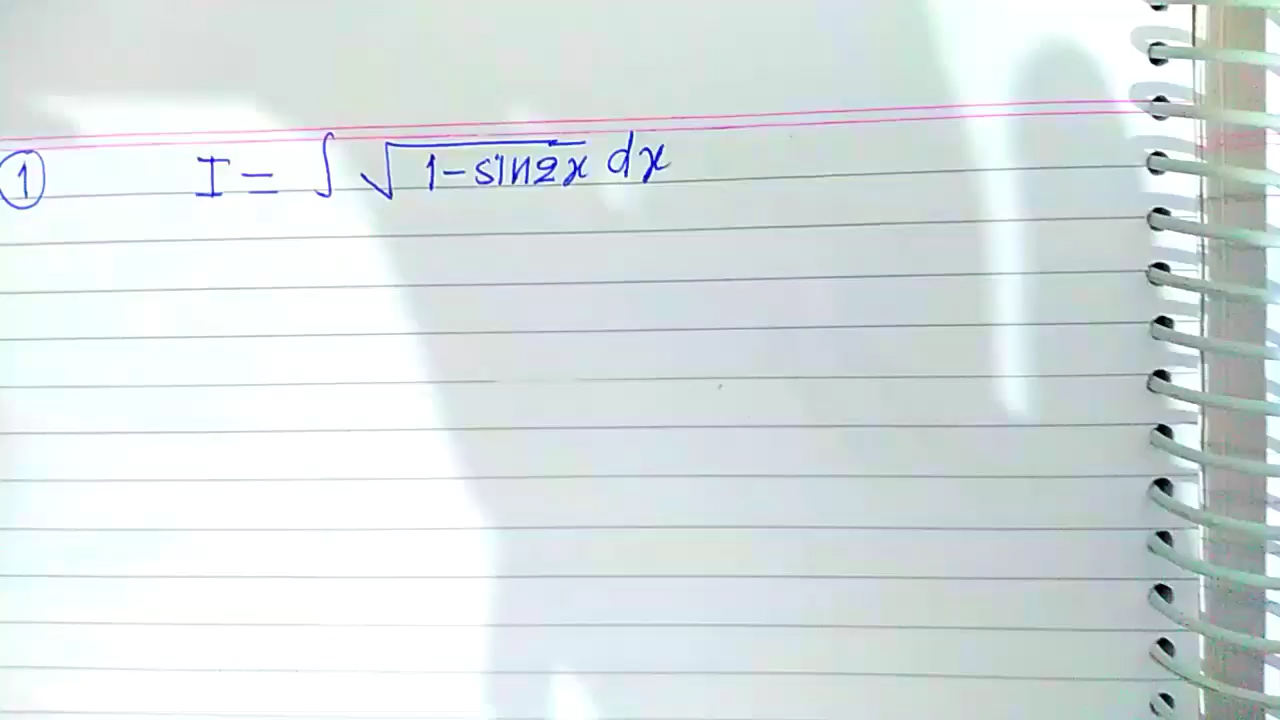 ① I = ∫ √(1-sin2x) dx